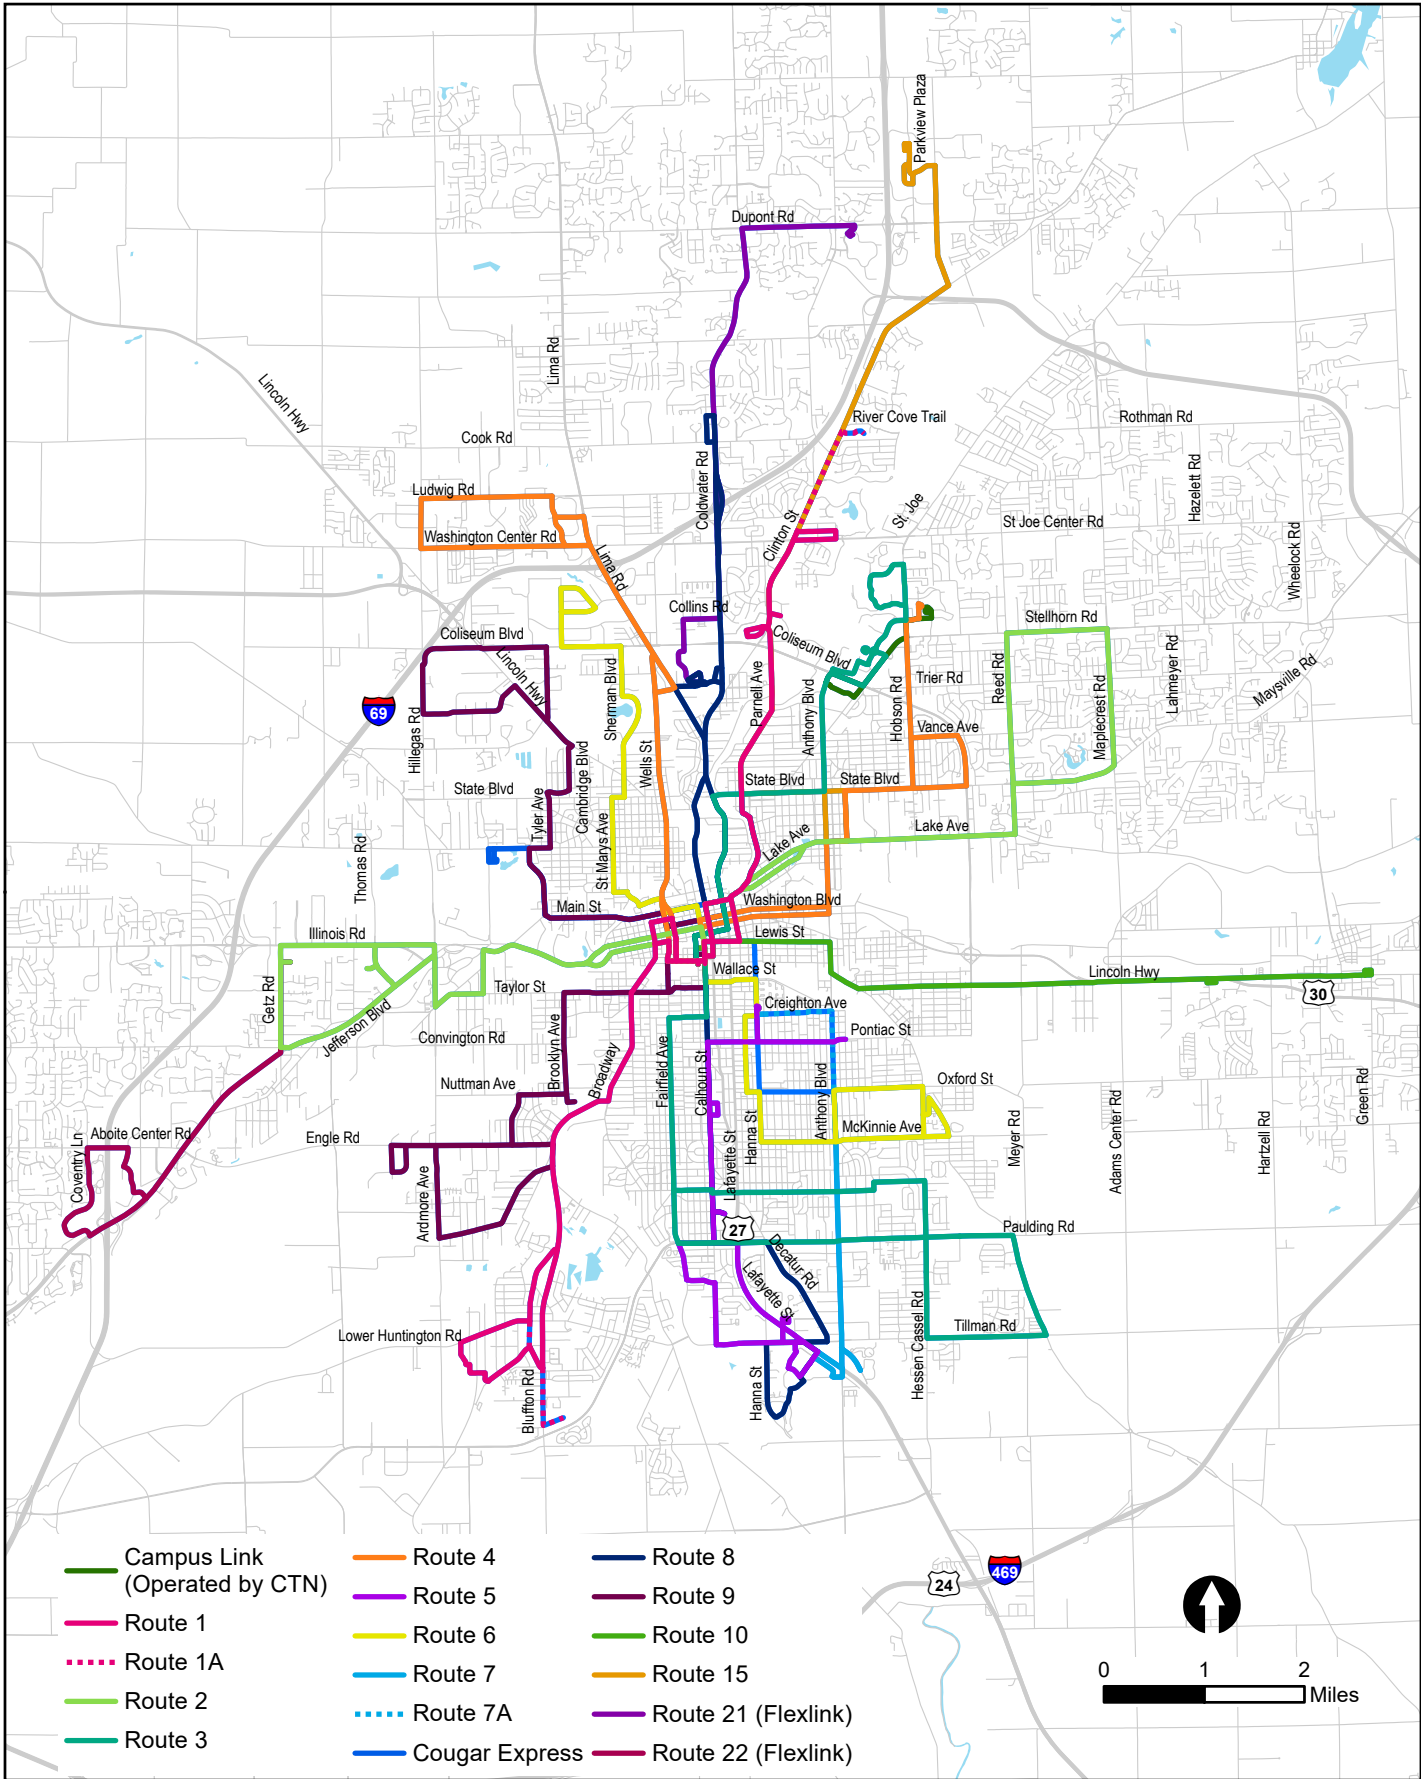 Parkview Plaza
Dupont Rd
Lima Rd
Lincoln Hwy
River Cove Trail
Rothman Rd
Cook Rd
Coldwater Rd
Hazelett Rd
Ludwig Rd
Clinton St
St. Joe
St Joe Center Rd
Washington Center Rd
Wheelock Rd
Lima Rd
Collins Rd
Stellhorn Rd
Coliseum Blvd
Coliseum Blvd
Lincoln Hwy
Sherman Blvd
Parnell Ave
Trier Rd
Reed Rd
Lahmeyer Rd
Maysville Rd
69
Hillegas Rd
Anthony Blvd
Hobson Rd
Vance Ave
Maplecrest Rd
Wells St
State Blvd
Cambridge Blvd
State Blvd
State Blvd
Tyler Ave
Lake Ave
Lake Ave
Thomas Rd
St Marys Ave
Main St
Washington Blvd
Illinois Rd
Lewis St
Wallace St
Lincoln Hwy
30
Getz Rd
Taylor St
Creighton Ave
Jefferson Blvd
Convington Rd
Brooklyn Ave
Pontiac St
Broadway
Fairfield Ave
Calhoun St
Nuttman Ave
Anthony Blvd
Oxford St
Green Rd
Aboite Center Rd
Engle Rd
Hanna St
McKinnie Ave
Meyer Rd
Adams Center Rd
Hartzell Rd
Coventry Ln
Ardmore Ave
Lafayette St
27
Paulding Rd
Decatur Rd
Lafayette St
Hessen Cassel Rd
Lower Huntington Rd
Tillman Rd
Bluffton Rd
Hanna St
Campus Link
(Operated by CTN)
Route 1
Route 1A
Route 2
Route 3
Route 4
Route 5
Route 6
Route 7
Route 7A
Cougar Express
Route 8
Route 9
Route 10
Route 15
Route 21 (Flexlink)
Route 22 (Flexlink)
24
469
0 1 2
Miles